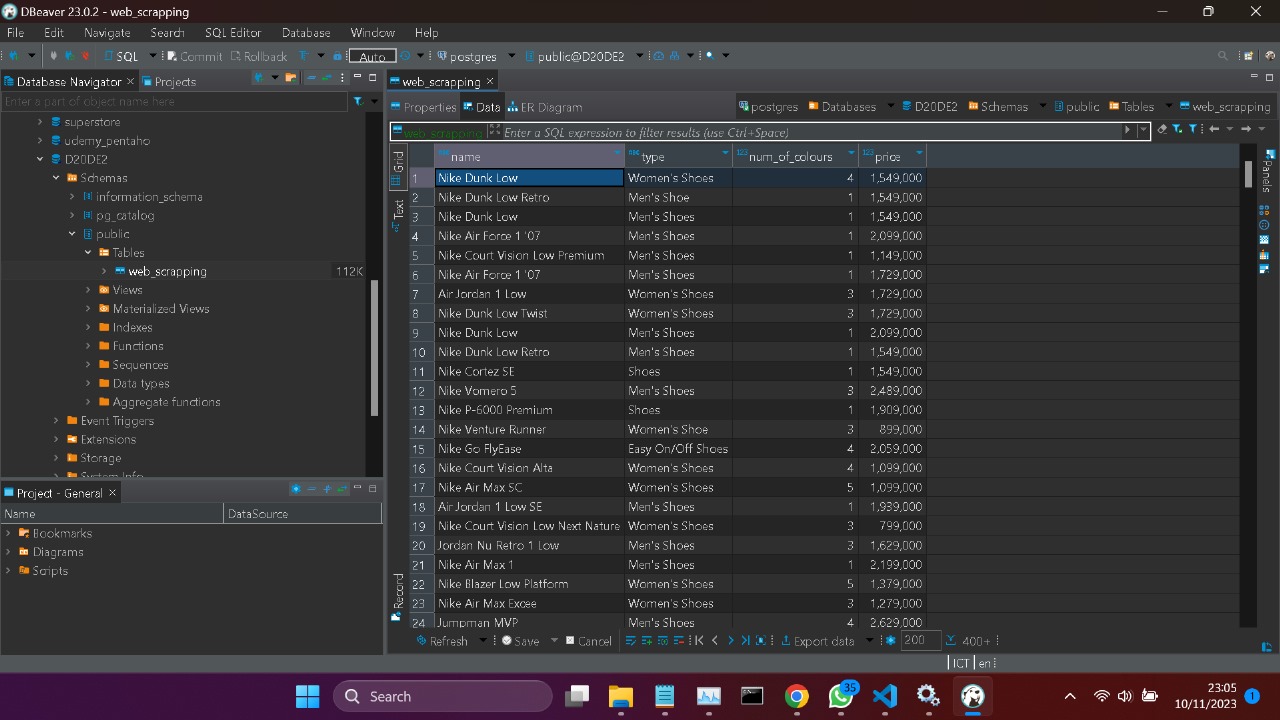 DBeaver 23.0.2 - web_scrapping
File Edit Navigate Search SQL Editor Database Window Help
SQL Commit Rollback T Auto postgres public@D20DE2
Database Navigator Projects
Enter a part of object name here
superstore
udemy_pentaho
D20DE2
Schemas
information_schema
pg_catalog
public
Tables
web_scrapping 112K
Views
Materialized Views
Indexes
Functions
Sequences
Data types
Aggregate functions
Event Triggers
Extensions
Storage
System Info
Project - General
Name DataSource
Bookmarks
Diagrams
Scripts
web_scrapping
Properties Data ER Diagram postgres Databases D20DE2 Schemas public Tables web_scrapping
web_scrapping Enter a SQL expression to filter results (use Ctrl+Space)
Grid
Text
Record
Panels
name type num_of_colours price
1 Nike Dunk Low Women's Shoes 4 1,549,000
2 Nike Dunk Low Retro Men's Shoe 1 1,549,000
3 Nike Dunk Low Men's Shoes 1 1,549,000
4 Nike Air Force 1 '07 Men's Shoes 1 2,099,000
5 Nike Court Vision Low Premium Men's Shoes 1 1,149,000
6 Nike Air Force 1 '07 Men's Shoes 1 1,729,000
7 Air Jordan 1 Low Women's Shoes 3 1,729,000
8 Nike Dunk Low Twist Women's Shoes 3 1,729,000
9 Nike Dunk Low Men's Shoes 1 2,099,000
10 Nike Dunk Low Retro Men's Shoes 1 1,549,000
11 Nike Cortez SE Shoes 1 1,549,000
12 Nike Vomero 5 Men's Shoes 3 2,489,000
13 Nike P-6000 Premium Shoes 1 1,909,000
14 Nike Venture Runner Women's Shoe 3 899,000
15 Nike Go FlyEase Easy On/Off Shoes 4 2,059,000
16 Nike Court Vision Alta Women's Shoes 4 1,099,000
17 Nike Air Max SC Women's Shoes 5 1,099,000
18 Air Jordan 1 Low SE Men's Shoes 1 1,939,000
19 Nike Court Vision Low Next Nature Women's Shoes 3 799,000
20 Jordan Nu Retro 1 Low Men's Shoes 3 1,629,000
21 Nike Air Max 1 Men's Shoes 1 2,199,000
22 Nike Blazer Low Platform Women's Shoes 5 1,379,000
23 Nike Air Max Excee Women's Shoes 3 1,279,000
24 Jumpman MVP Men's Shoes 4 2,629,000
Refresh Save Cancel Export data 200 400+
ICT en
Search 35 23:05
10/11/2023 1